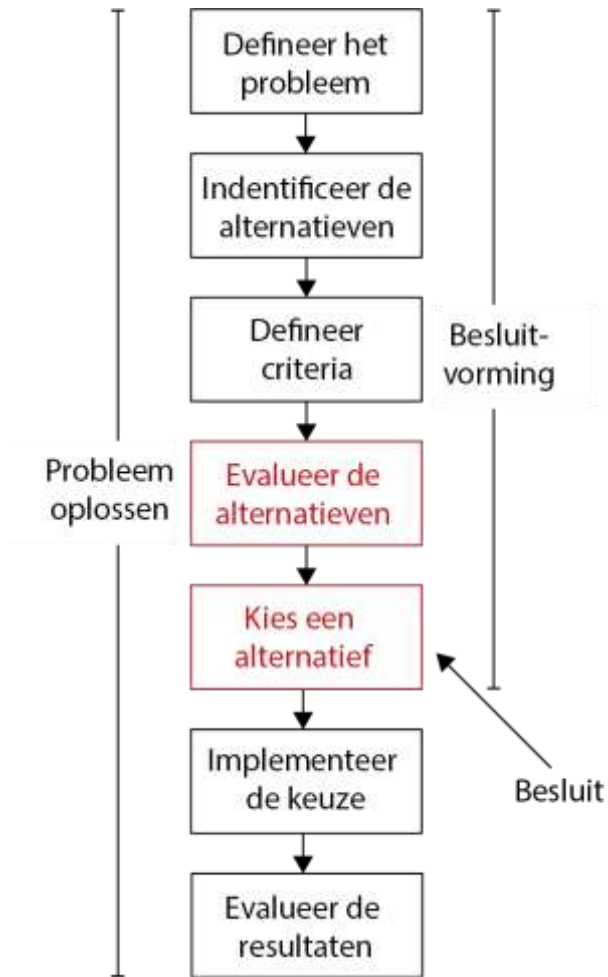 Defineer het
probleem
Indentificeer de
alternatieven
Defineer
criteria
Besluit-
vorming
Evalueer de
alternatieven
Probleem
oplossen
Kies een
alternatief
Implementeer
de keuze
Besluit
Evalueer de
resultaten